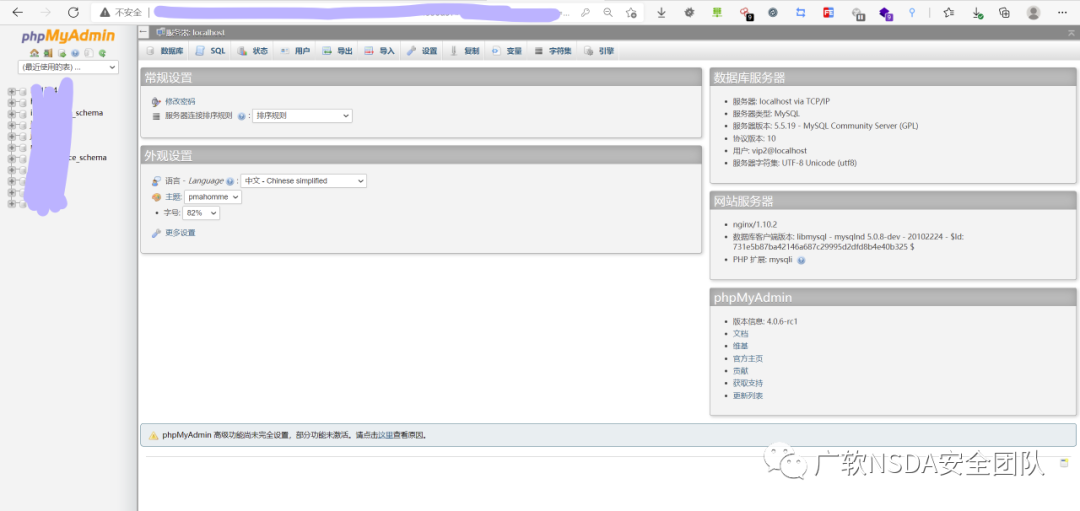 不安全
phpMyAdmin
服务器: localhost
(最近使用的表) ...
数据库 SQL 状态 用户 导出 导入 设置 复制 变量 字符集 引擎
_schema
ce_schema
常规设置
修改密码
服务器连接排序规则 : 排序规则
外观设置
语言 - Language : 中文 - Chinese simplified
主题: pmahomme
字号: 82%
更多设置
数据库服务器
服务器: localhost via TCP/IP
服务器类型: MySQL
服务器版本: 5.5.19 - MySQL Community Server (GPL)
协议版本: 10
用户: vip2@localhost
服务器字符集: UTF-8 Unicode (utf8)
网站服务器
nginx/1.10.2
数据库客户端版本: libmysql - mysqlnd 5.0.8-dev - 20102224 - $Id:
731e5b87ba42146a687c29995d2dfd8b4e40b325 $
PHP 扩展: mysqli
phpMyAdmin
版本信息: 4.0.6-rc1
文档
维基
官方主页
贡献
获取支持
更新列表
phpMyAdmin 高级功能尚未完全设置，部分功能未激活。请点击这里查看原因。
广软NSDA安全团队